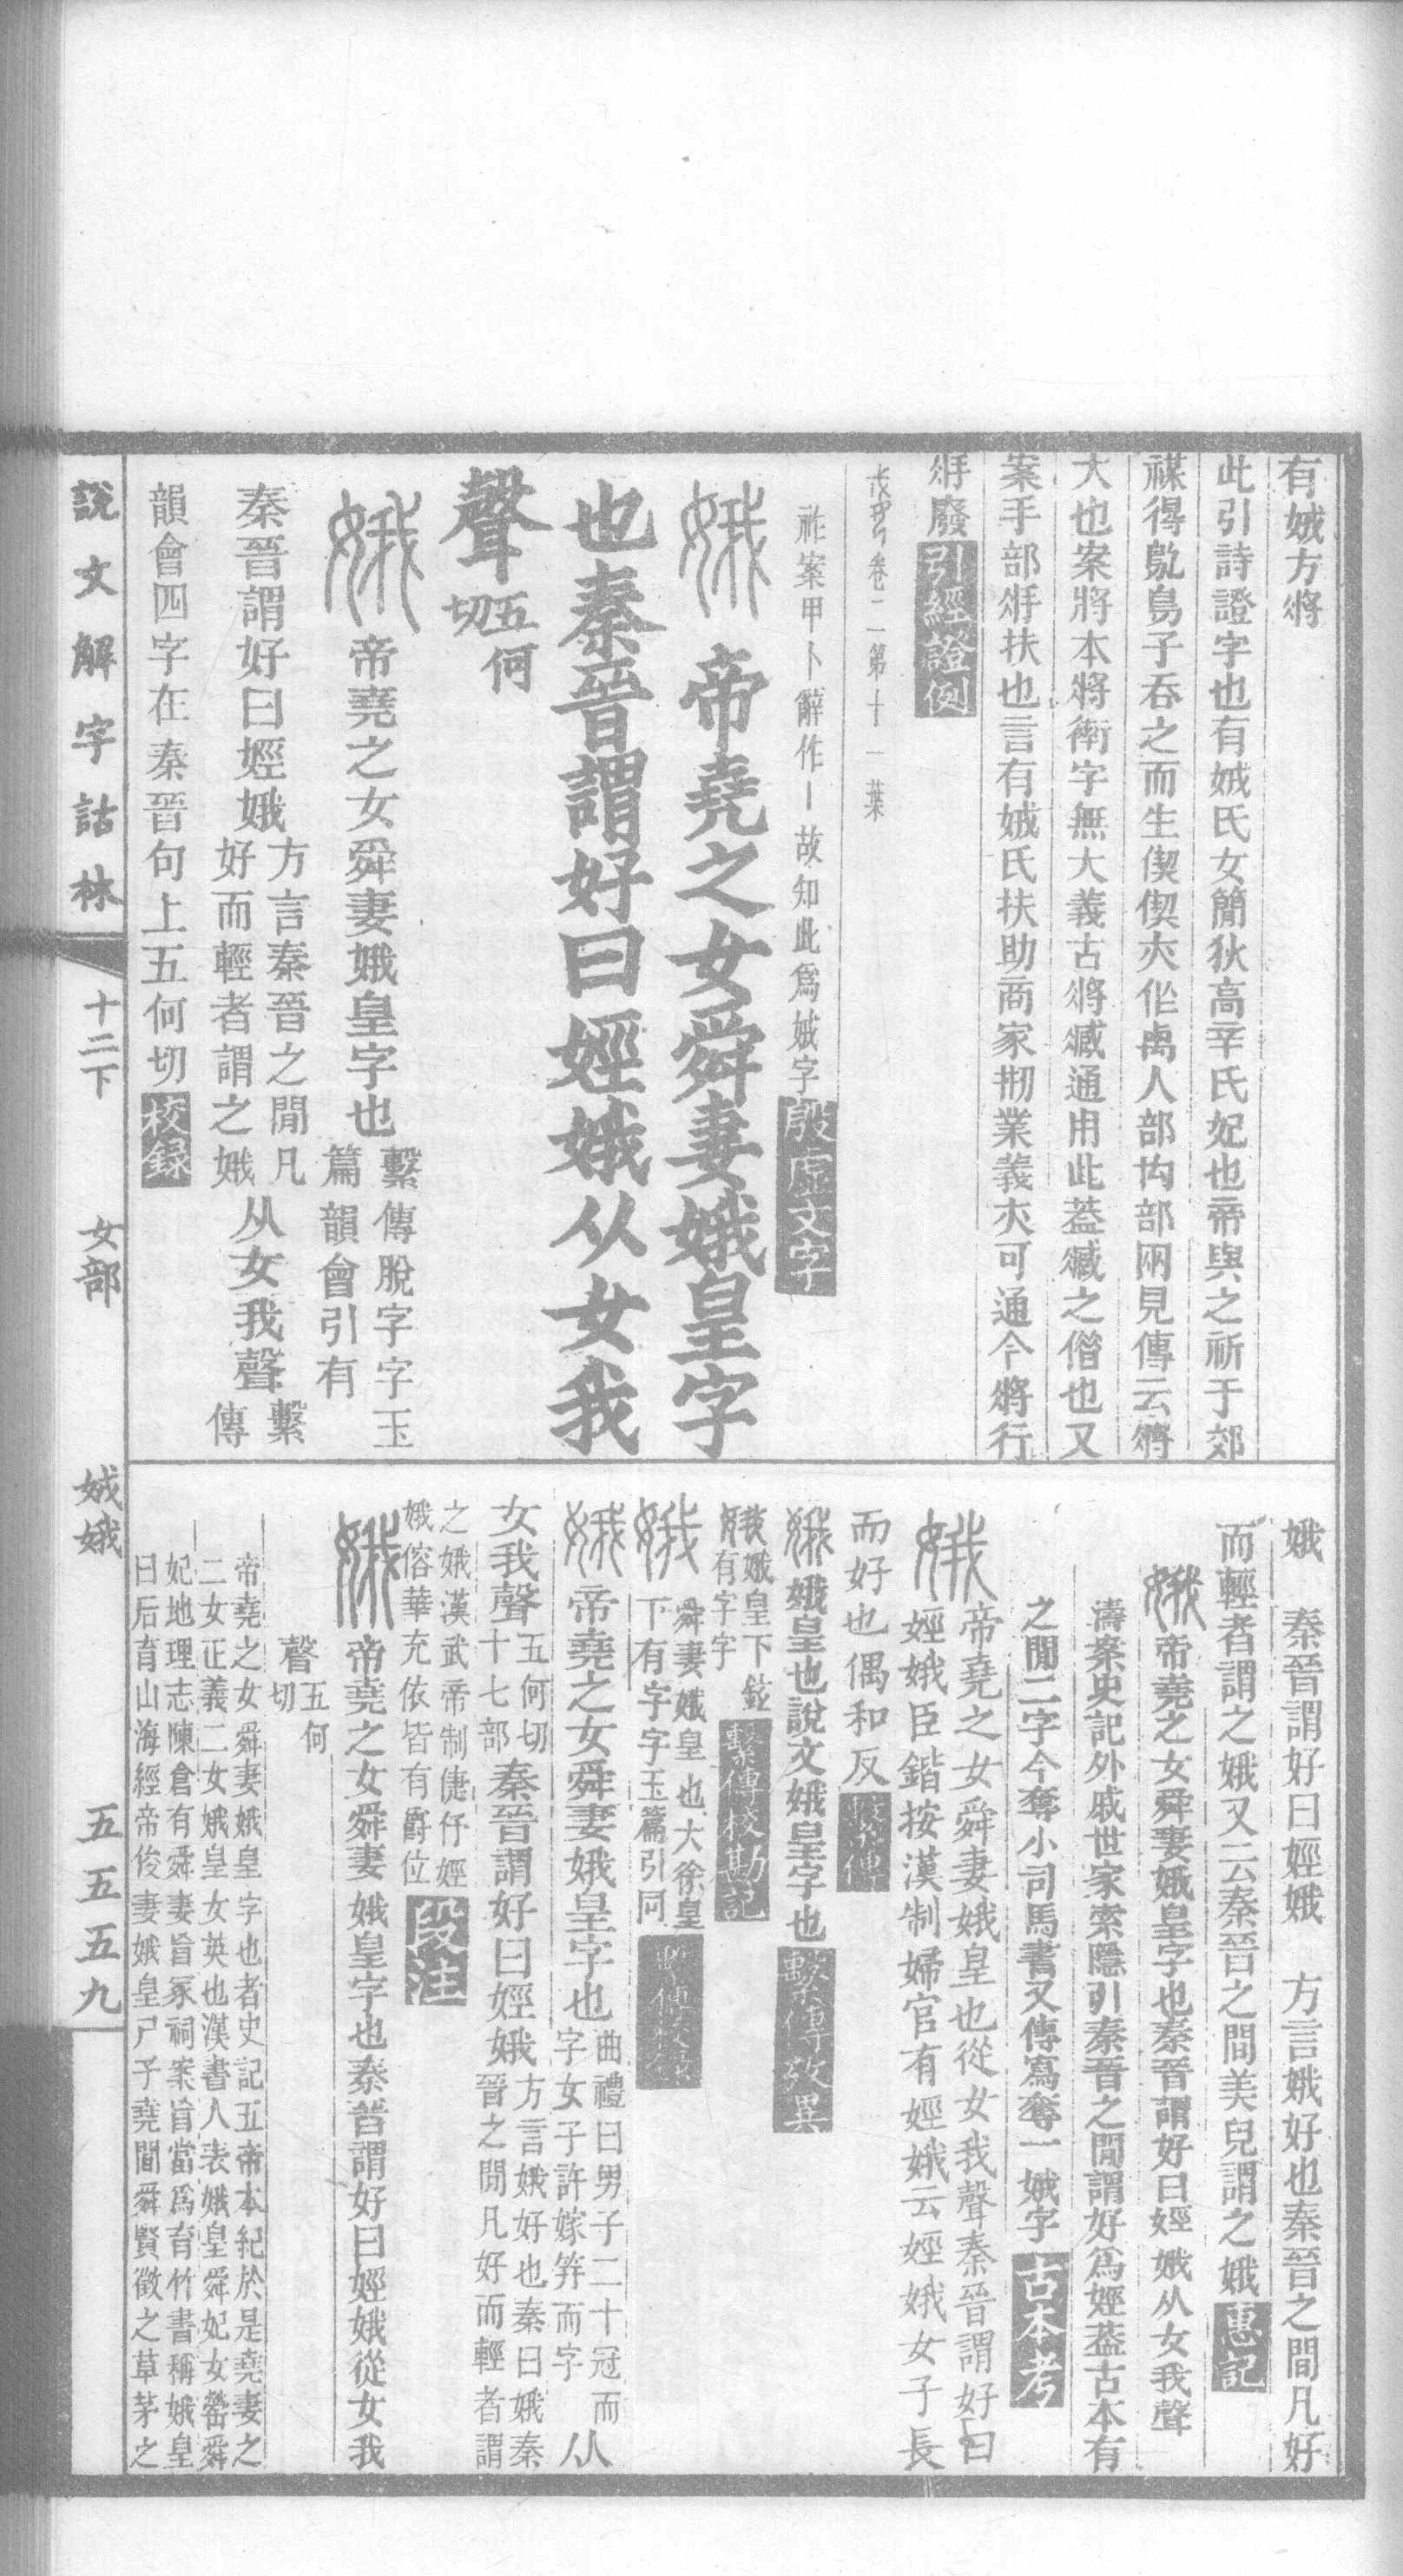 有娀方𢪇
此引詩證字也有娀氏女簡狄高辛氏妃也帝與之祈于郊
禖得鳦鳥子吞之而生偰偰亦作禼人部禸部兩見傳云將
大也案將本將衛字無大義古將臧通用此葢臧之僭也又
案手部𢪇扶也言有娀氏扶助商家刱業義亦可通今將行
𢪇廢引經證例
卷二第十一葉
祚案甲卜辭作丨故知此爲娀字殷虛文字
娥 帝堯之女舜妻娥皇字
也秦晉謂好曰娙娥从女我
聲五何切
娥 帝堯之女舜妻娥皇字也繫傳脫字字玉篇韻會引有
秦晉謂好曰娙娥方言秦晉之閒凡好而輕者謂之娥从女我聲繫傳
韻會四字在秦晉句上五何切校録
娥 秦晉謂好曰娙娥 方言娥好也秦晉之間凡好
而輕者謂之娥又云秦晉之間美皃謂之娥惠記
娥帝堯之女舜妻娥皇字也秦晉謂好曰娙娥从女我聲
濤案史記外戚世家索隱引秦晉之閒謂好爲娙葢古本有
之閒二字今奪小司馬書又傳寫奪一娥字古本考
娥帝堯之女舜妻娥皇也從女我聲秦晉謂好曰
娙娥臣鍇按漢制婦官有娙娥云娙娥女子長
而好也偶和反
娥娥皇也說文娥皇字也繫傳攷異
娥娥皇下鉉有字字繫傳校勘記
娥舜妻娥皇也大徐皇下有字字玉篇引同
娥帝堯之女舜妻娥皇字也曲禮曰男子二十冠而字女子許嫁笄而字从
女我聲五何切十七部秦晉謂好曰娙娥方言娥好也秦曰娥秦晉之閒凡好而輕者謂
之娥漢武帝制倢伃娙娥傛華充依皆有爵位段注
娥帝堯之女舜妻娥皇字也秦晉謂好曰娙娥從女我
聲五何切
帝堯之女舜妻娥皇字也者史記五帝本紀於是堯妻之
二女正義二女娥皇女英也漢書人表娥皇舜妃女罃舜
妃地理志陳倉有舜妻盲冢祠案盲當爲育竹書稱娥皇
曰后育山海經帝俊妻娥皇尸子堯聞舜賢徵之草茅之
說文解字詁林 十二下 女部 娀娥 五五五九